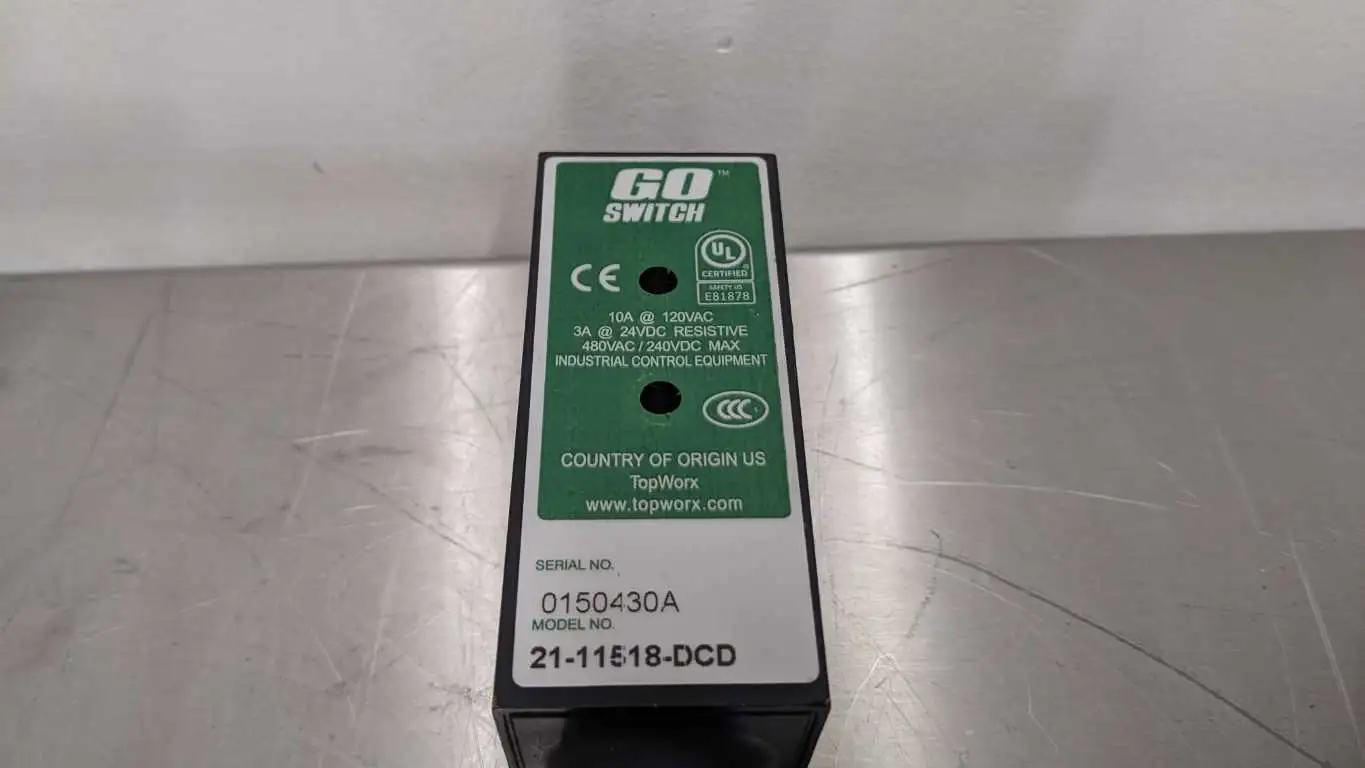 GO™
SWITCH
CE
UL®
CERTIFIED
SAFETY US
E81878
10A @ 120VAC
3A @ 24VDC RESISTIVE
480VAC / 240VDC MAX
INDUSTRIAL CONTROL EQUIPMENT
CCC
COUNTRY OF ORIGIN US
TopWorx
www.topworx.com
SERIAL NO.
0150430A
MODEL NO.
21-11518-DCD